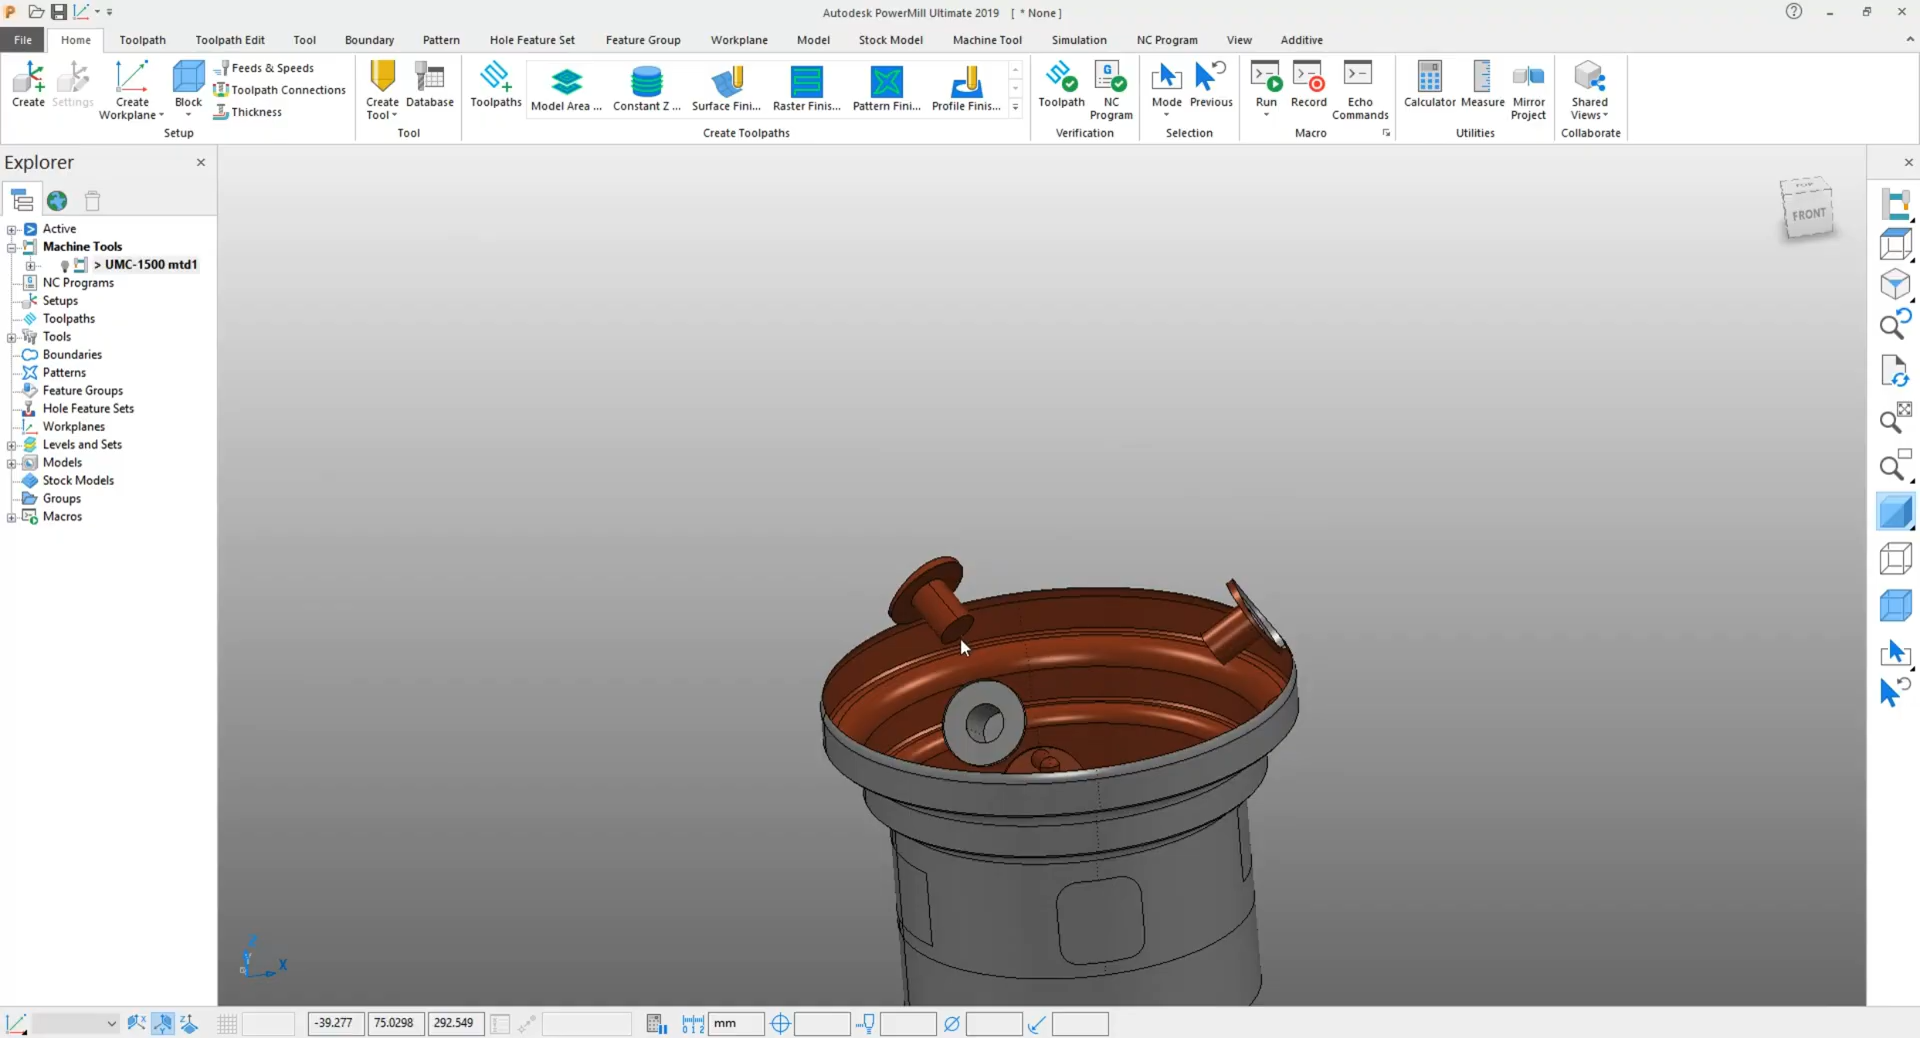 Autodesk PowerMill Ultimate 2019 [ * None ]
File Home Toolpath Toolpath Edit Tool Boundary Pattern Hole Feature Set Feature Group Workplane Model Stock Model Machine Tool Simulation NC Program View Additive
Create
Settings
Create
Workplane
Block
Feeds & Speeds
Toolpath Connections
Thickness
Setup
Create
Tool
Database
Tool
Toolpaths
Model Area ...
Constant Z ...
Surface Fini...
Raster Finis...
Pattern Fini...
Profile Finis...
Create Toolpaths
Toolpath
NC
Program
Verification
Mode
Previous
Selection
Run
Record
Echo
Commands
Macro
Calculator
Measure
Mirror
Project
Utilities
Shared
Views
Collaborate
Explorer
Active
Machine Tools
> UMC-1500 mtd1
NC Programs
Setups
Toolpaths
Tools
Boundaries
Patterns
Feature Groups
Hole Feature Sets
Workplanes
Levels and Sets
Models
Stock Models
Groups
Macros
TOP
FRONT
Z
Y
X
-39.277 75.0298 292.549 mm